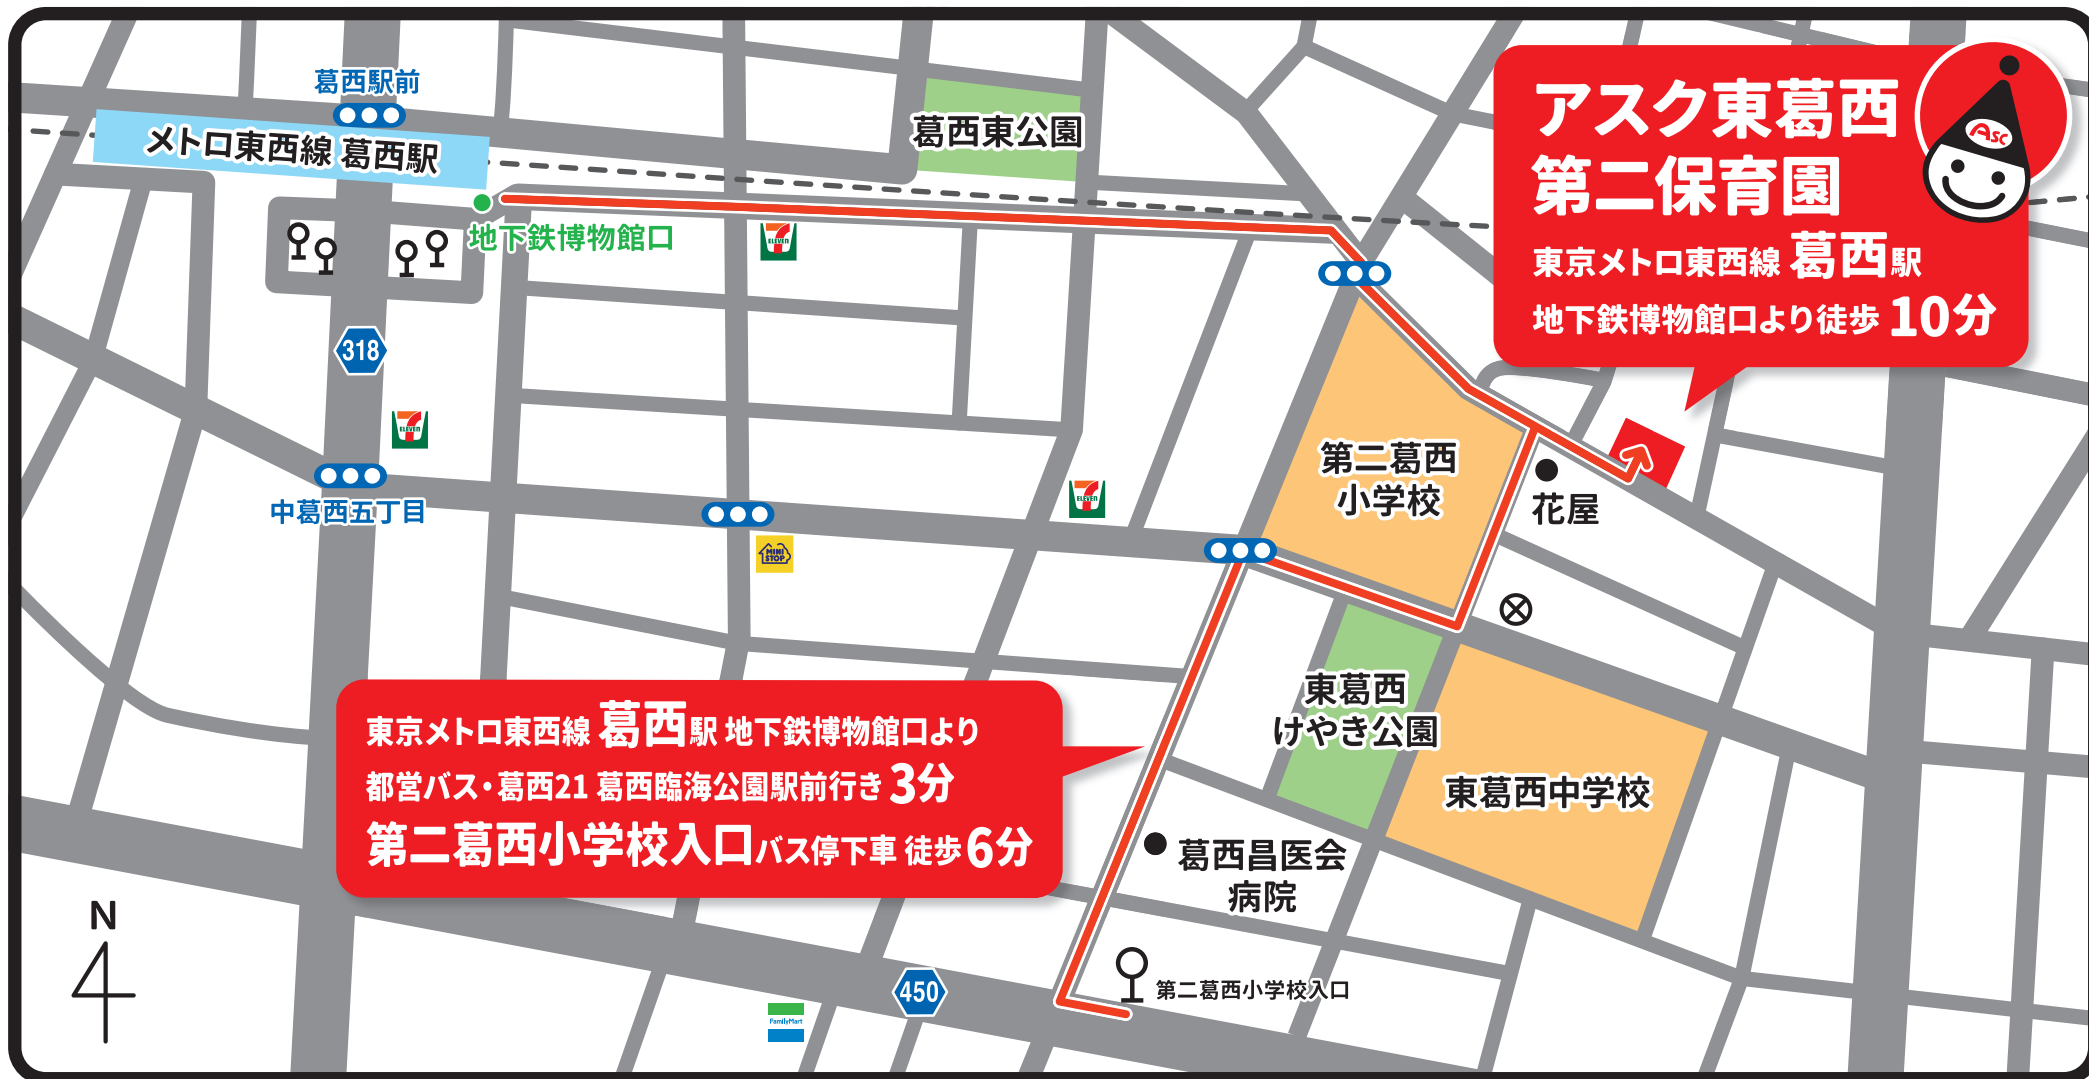 葛西駅前
メトロ東西線 葛西駅
地下鉄博物館口
葛西東公園
アスク東葛西
第二保育園
ASC
東京メトロ東西線 葛西駅
地下鉄博物館口より徒歩 10分
ELEVEN
318
ELEVEN
中葛西五丁目
MINI
STOP
ELEVEN
第二葛西
小学校
花屋
東葛西
けやき公園
東葛西中学校
東京メトロ東西線 葛西駅 地下鉄博物館口より
都営バス・葛西21 葛西臨海公園駅前行き 3分
第二葛西小学校入口バス停下車 徒歩6分
葛西昌医会
病院
第二葛西小学校入口
N
450
FamilyMart